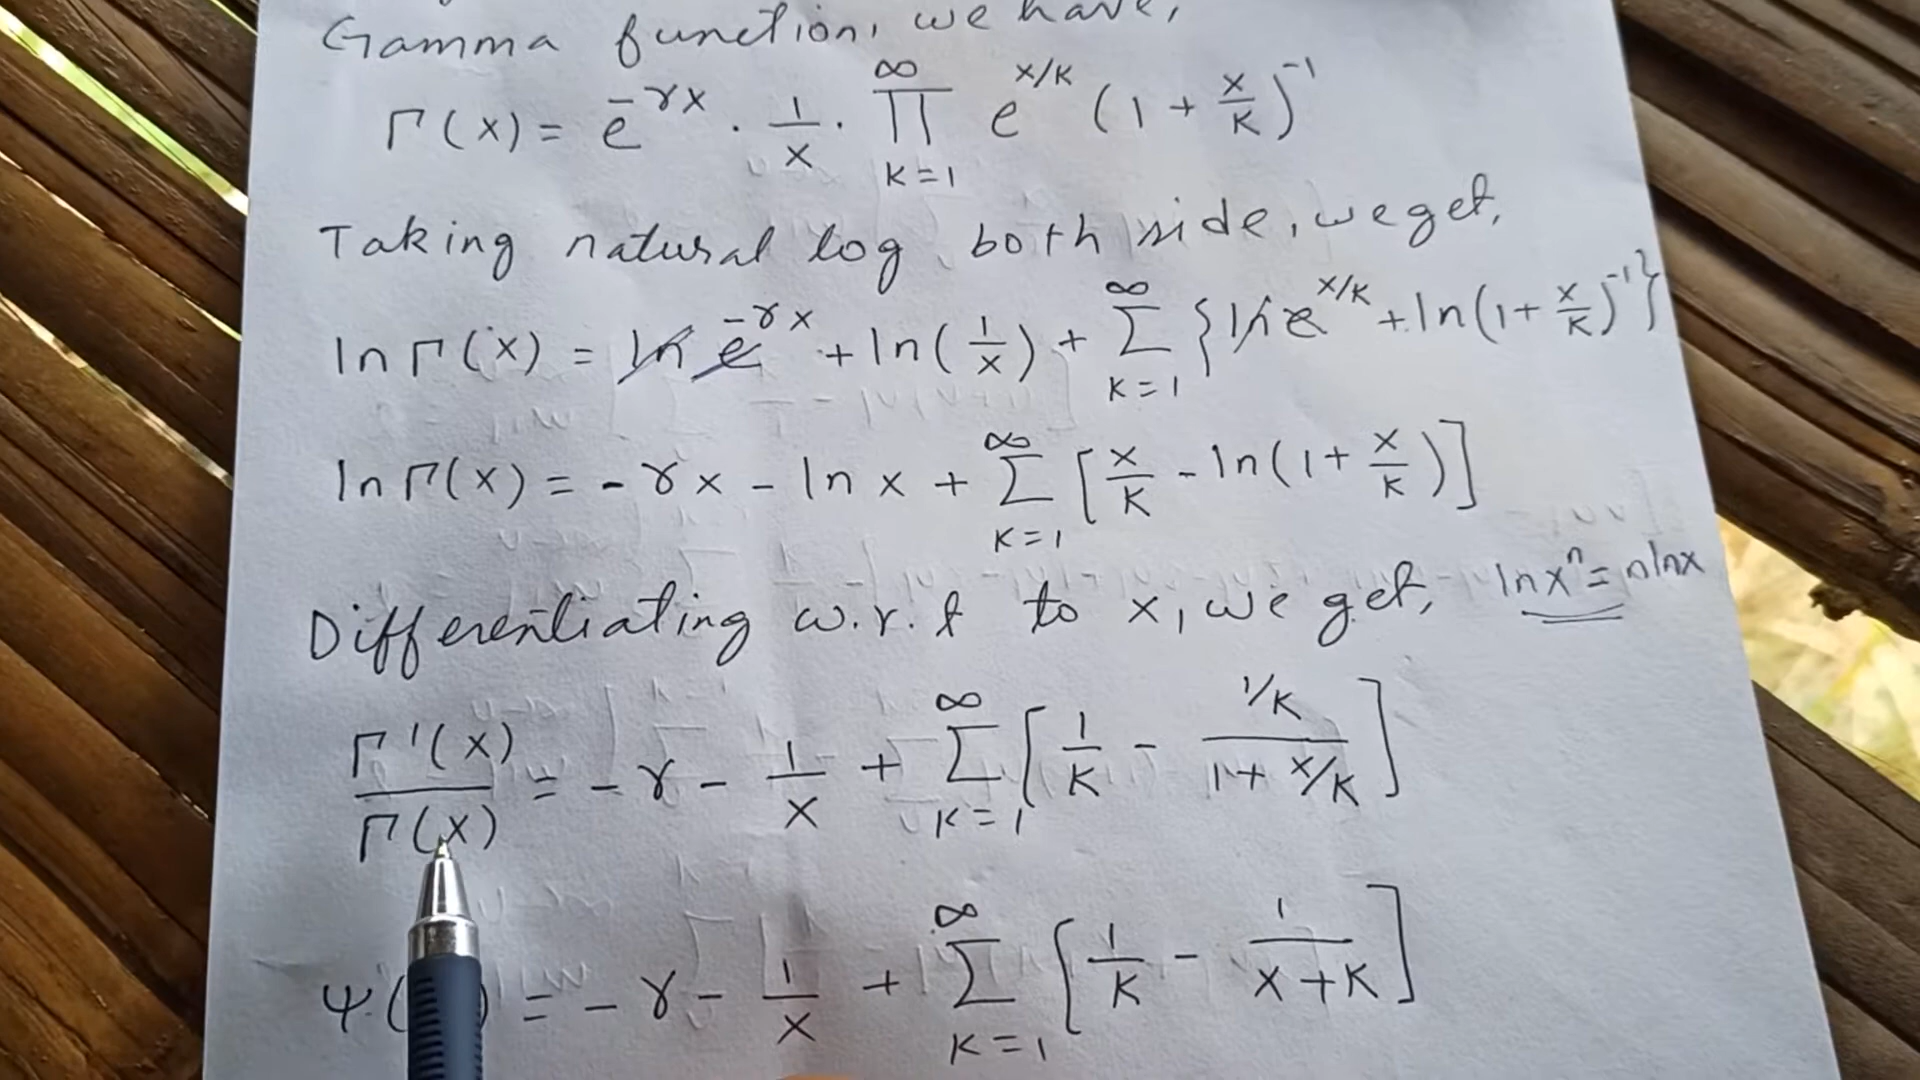 Gamma function, we have,
Γ(x) = e^{-γx} · 1/x · ∏_{k=1}^{∞} e^{x/k} (1 + x/k)^{-1}
Taking natural log both side, we get,
ln Γ(x) = ln e^{-γx} + ln(1/x) + ∑_{k=1}^{∞} {ln e^{x/k} + ln(1 + x/k)^{-1}}
ln Γ(x) = -γx - ln x + ∑_{k=1}^{∞} [x/k - ln(1 + x/k)]
Differentiating w.r.t to x, we get, ln x^n = n ln x
Γ'(x)/Γ(x) = -γ - 1/x + ∑_{k=1}^{∞} [1/k - (1/k)/(1 + x/k)]
Ψ( ) = -γ - 1/x + ∑_{k=1}^{∞} [1/k - 1/(x+k)]